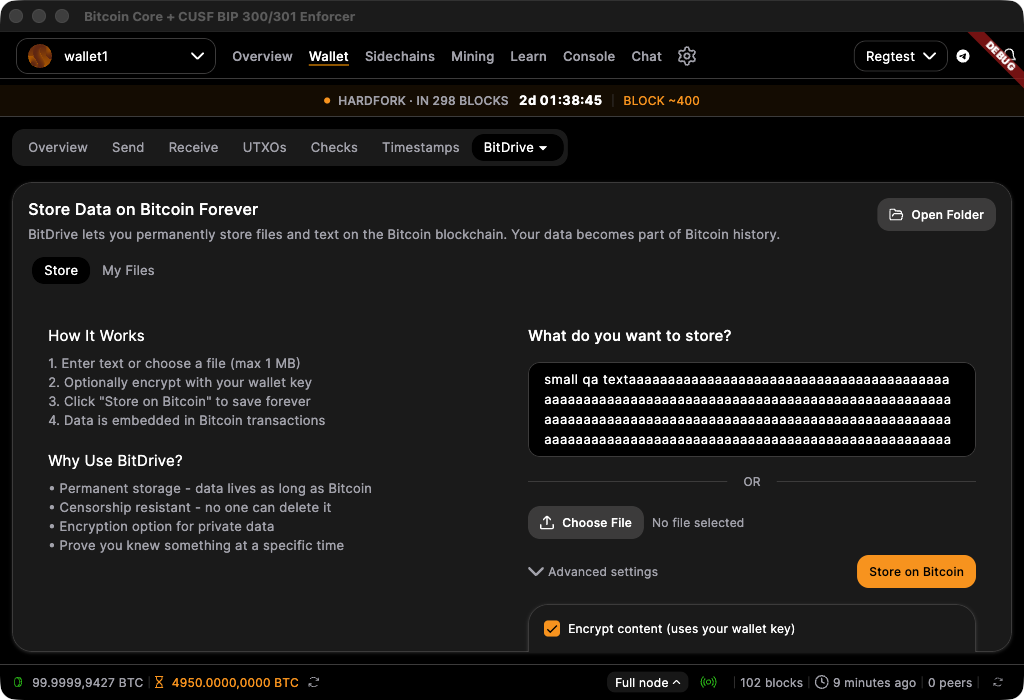 Bitcoin Core + CUSF BIP 300/301 Enforcer
wallet1
Overview Wallet Sidechains Mining Learn Console Chat
Regtest
DEBUG
HARDFORK · IN 298 BLOCKS 2d 01:38:45 BLOCK ~400
Overview Send Receive UTXOs Checks Timestamps BitDrive
Store Data on Bitcoin Forever
Open Folder
BitDrive lets you permanently store files and text on the Bitcoin blockchain. Your data becomes part of Bitcoin history.
Store My Files
How It Works
1. Enter text or choose a file (max 1 MB)
2. Optionally encrypt with your wallet key
3. Click "Store on Bitcoin" to save forever
4. Data is embedded in Bitcoin transactions
Why Use BitDrive?
• Permanent storage - data lives as long as Bitcoin
• Censorship resistant - no one can delete it
• Encryption option for private data
• Prove you knew something at a specific time
What do you want to store?
small qa textaaaaaaaaaaaaaaaaaaaaaaaaaaaaaaaaaaaaaaaa
aaaaaaaaaaaaaaaaaaaaaaaaaaaaaaaaaaaaaaaaaaaaaaaaaaaa
aaaaaaaaaaaaaaaaaaaaaaaaaaaaaaaaaaaaaaaaaaaaaaaaaaaa
aaaaaaaaaaaaaaaaaaaaaaaaaaaaaaaaaaaaaaaaaaaaaaaaaaaa
OR
Choose File No file selected
Advanced settings
Store on Bitcoin
Encrypt content (uses your wallet key)
99.9999,9427 BTC 4950.0000,0000 BTC
Full node 102 blocks 9 minutes ago 0 peers